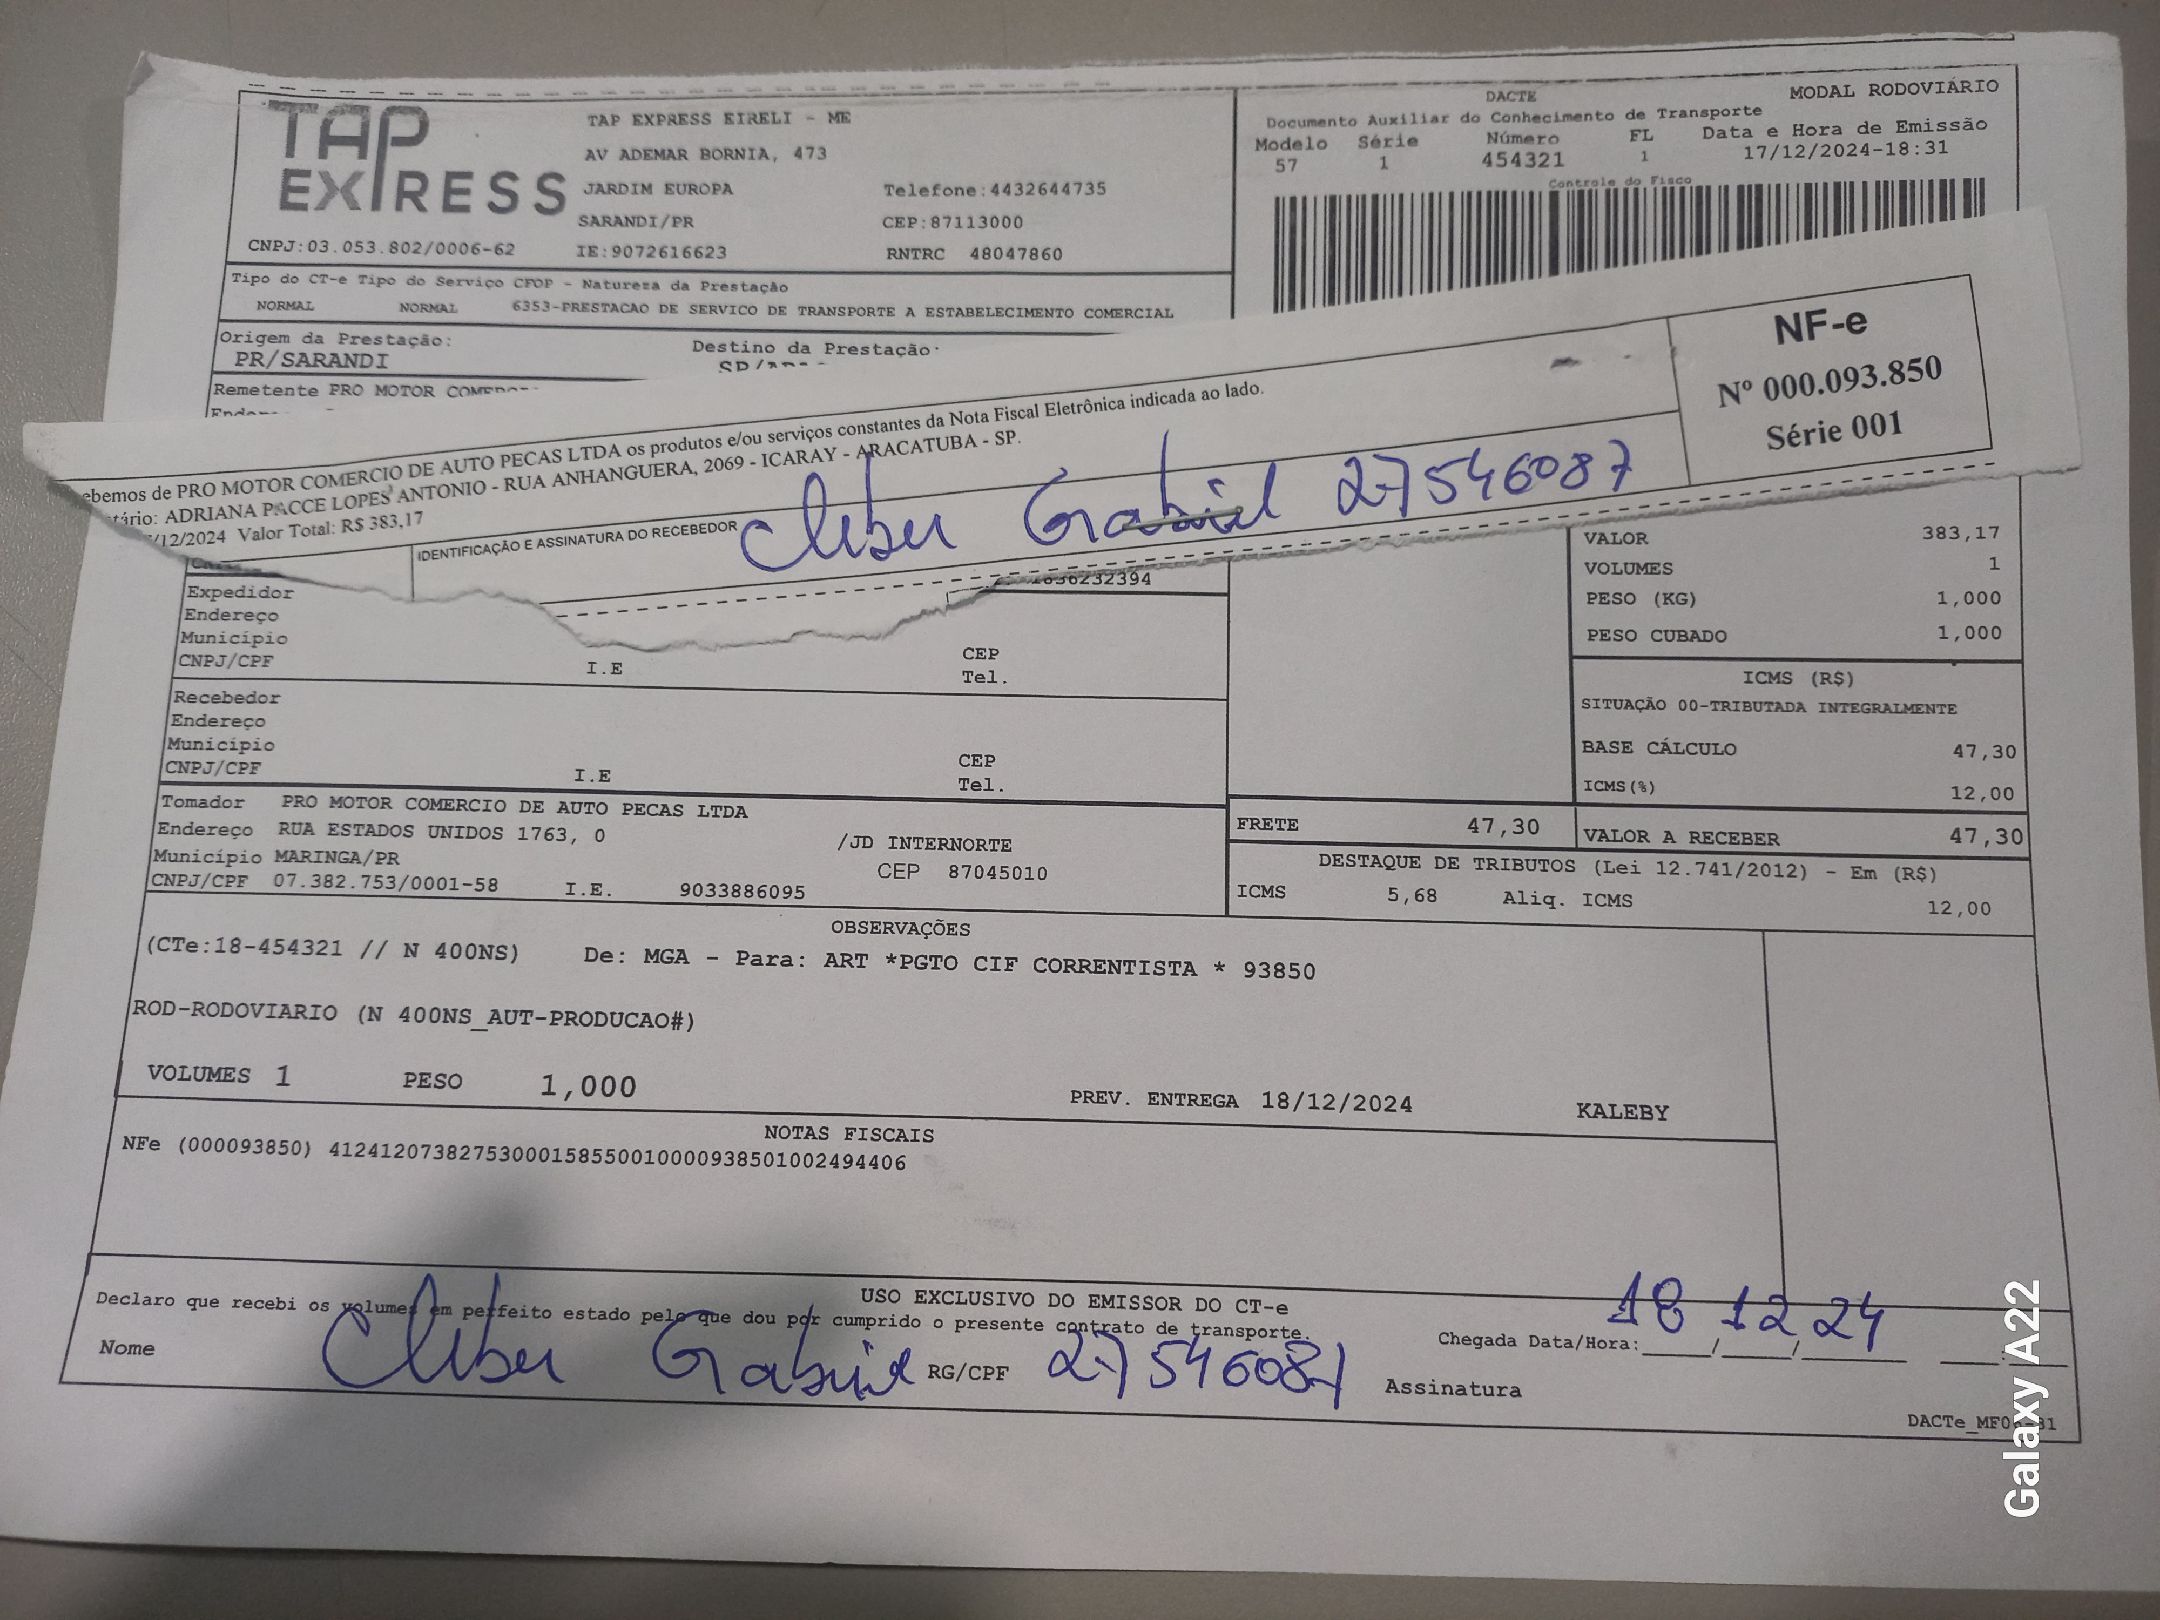 TAP EXPRESS
TAP EXPRESS EIRELI - ME
AV ADEMAR BORNIA, 473
JARDIM EUROPA Telefone:4432644735
SARANDI/PR CEP:87113000
CNPJ:03.053.802/0006-62 IE:9072616623 RNTRC 48047860
DACTE MODAL RODOVIÁRIO
Documento Auxiliar do Conhecimento de Transporte
Modelo Série Número FL Data e Hora de Emissão
57 1 454321 1 17/12/2024-18:31
Controle do Fisco
Tipo do CT-e Tipo do Serviço CFOP - Natureza da Prestação
NORMAL NORMAL 6353-PRESTACAO DE SERVICO DE TRANSPORTE A ESTABELECIMENTO COMERCIAL
Origem da Prestação: Destino da Prestação
PR/SARANDI
Remetente PRO MOTOR
NF-e
Nº 000.093.850
Série 001
ebemos de PRO MOTOR COMERCIO DE AUTO PECAS LTDA os produtos e/ou serviços constantes da Nota Fiscal Eletrônica indicada ao lado.
tário: ADRIANA PACCE LOPES ANTONIO - RUA ANHANGUERA, 2069 - ICARAY - ARACATUBA - SP.
/12/2024 Valor Total: R$ 383,17
IDENTIFICAÇÃO E ASSINATURA DO RECEBEDOR
Cleber Gabriel 27546087
VALOR 383,17
VOLUMES 1
PESO (KG) 1,000
PESO CUBADO 1,000
Expedidor
Endereço
Município CEP
CNPJ/CPF I.E Tel.
Recebedor
Endereço
Município CEP
CNPJ/CPF I.E Tel.
ICMS (R$)
SITUAÇÃO 00-TRIBUTADA INTEGRALMENTE
BASE CÁLCULO 47,30
ICMS(%) 12,00
Tomador PRO MOTOR COMERCIO DE AUTO PECAS LTDA
Endereço RUA ESTADOS UNIDOS 1763, 0 /JD INTERNORTE
Município MARINGA/PR CEP 87045010
CNPJ/CPF 07.382.753/0001-58 I.E. 9033886095
FRETE 47,30 VALOR A RECEBER 47,30
DESTAQUE DE TRIBUTOS (Lei 12.741/2012) - Em (R$)
ICMS 5,68 Aliq. ICMS 12,00
OBSERVAÇÕES
(CTe:18-454321 // N 400NS) De: MGA - Para: ART *PGTO CIF CORRENTISTA * 93850
ROD-RODOVIARIO (N 400NS_AUT-PRODUCAO#)
VOLUMES 1 PESO 1,000 PREV. ENTREGA 18/12/2024 KALEBY
NOTAS FISCAIS
NFe (000093850) 41241207382753000158550010000938501002494406
USO EXCLUSIVO DO EMISSOR DO CT-e
Declaro que recebi os volumes em perfeito estado pelo que dou por cumprido o presente contrato de transporte.
Nome Cleber Gabriel RG/CPF 27546087
Chegada Data/Hora: 18 12 24
Assinatura
Galaxy A22